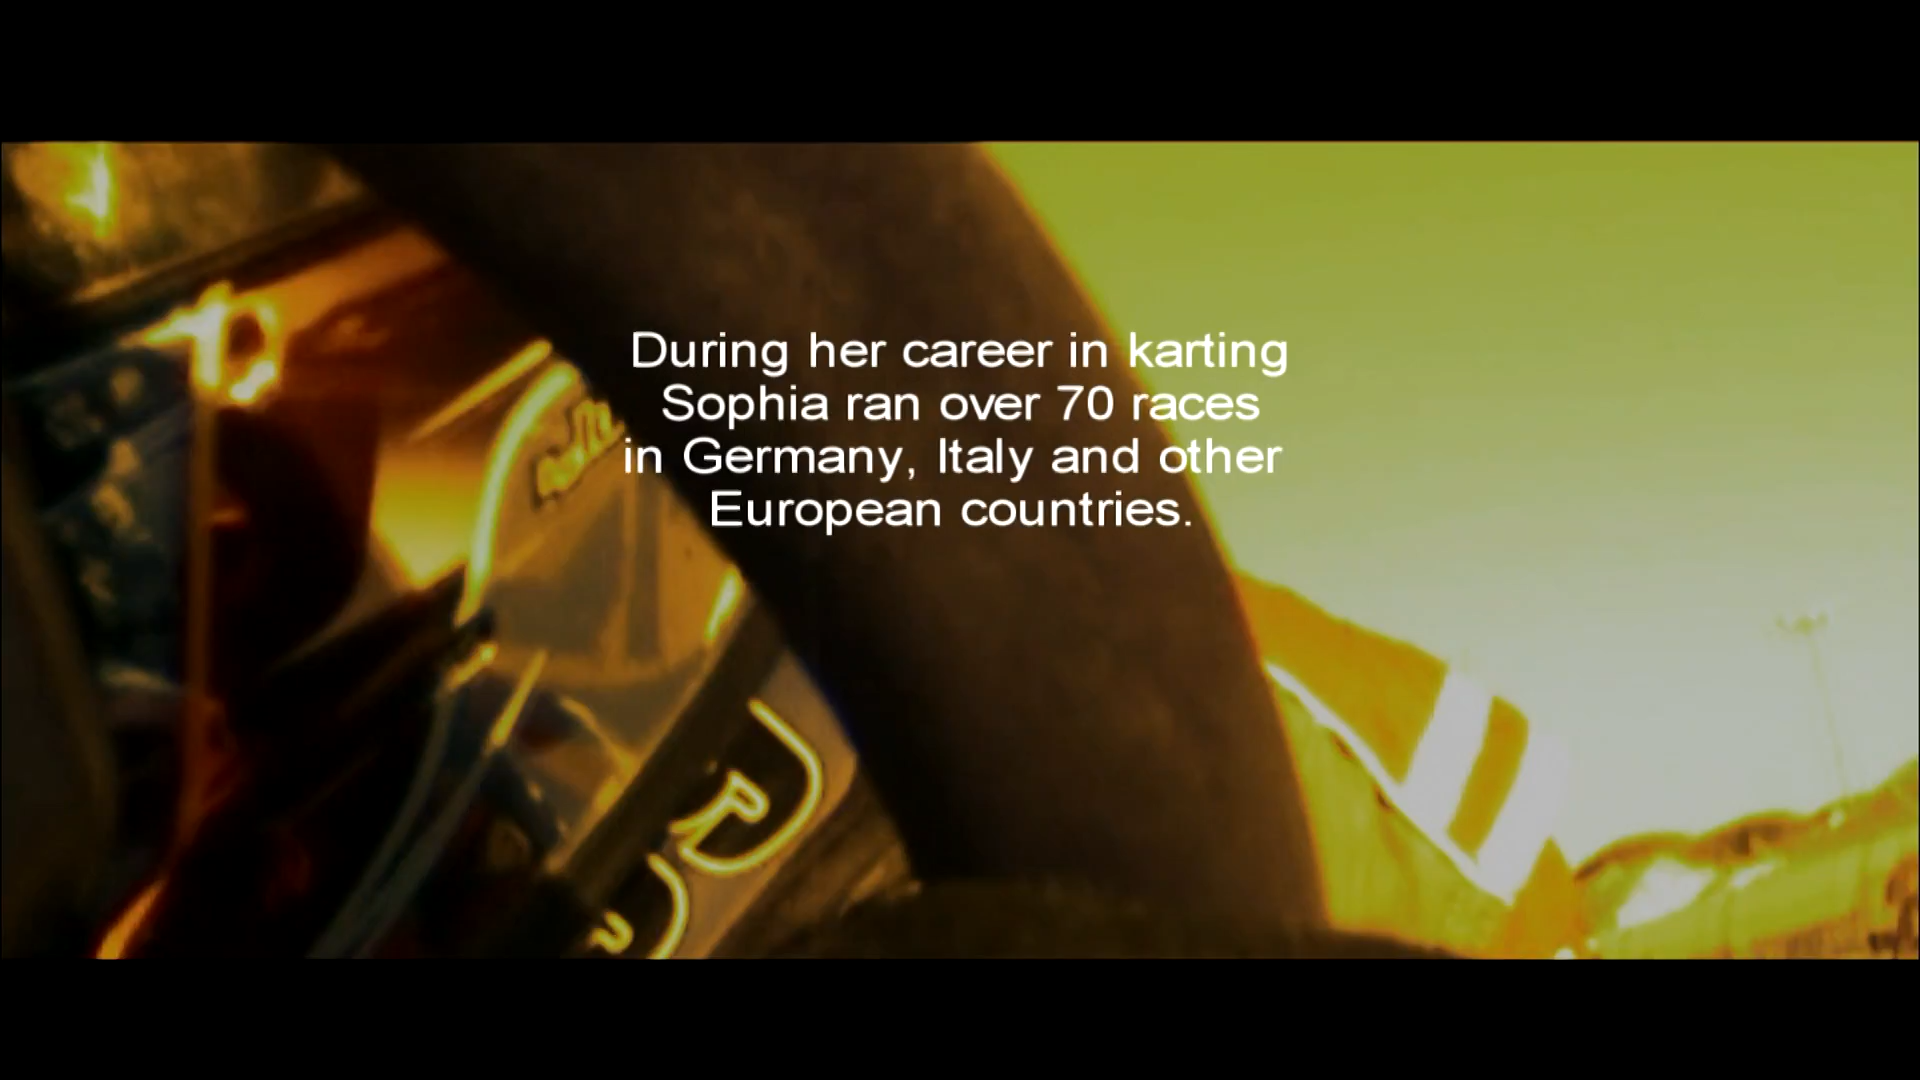 During her career in karting
Sophia ran over 70 races
in Germany, Italy and other
European countries.